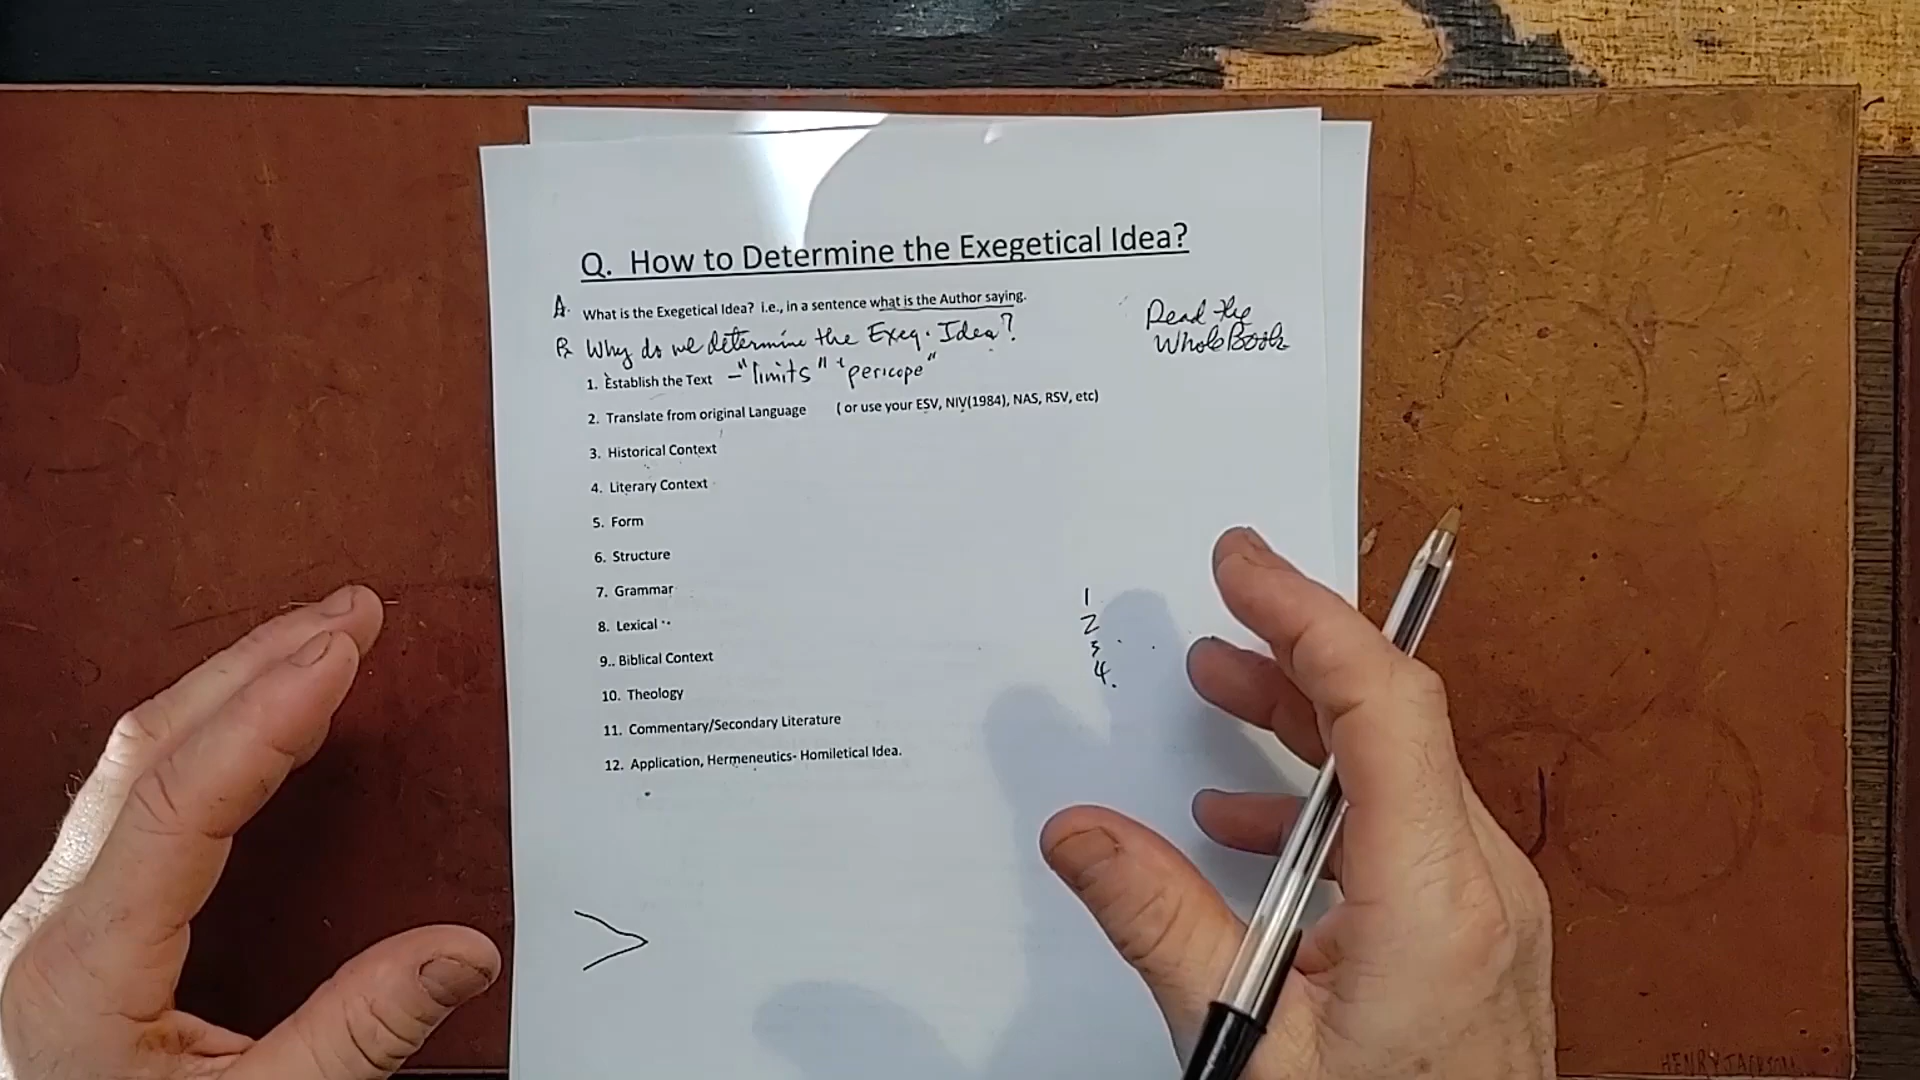 Q. How to Determine the Exegetical Idea?
A. What is the Exegetical Idea? i.e., in a sentence what is the Author saying.
B. Why do we determine the Exeg. Idea?
Read the
Whole Book
1. Establish the Text - "limits" + "pericope"
2. Translate from original Language ( or use your ESV, NIV(1984), NAS, RSV, etc)
3. Historical Context
4. Literary Context
5. Form
6. Structure
7. Grammar
8. Lexical
9.. Biblical Context
10. Theology
11. Commentary/Secondary Literature
12. Application, Hermeneutics- Homiletical Idea.
1
2
3
4.
HENRY JACKSON